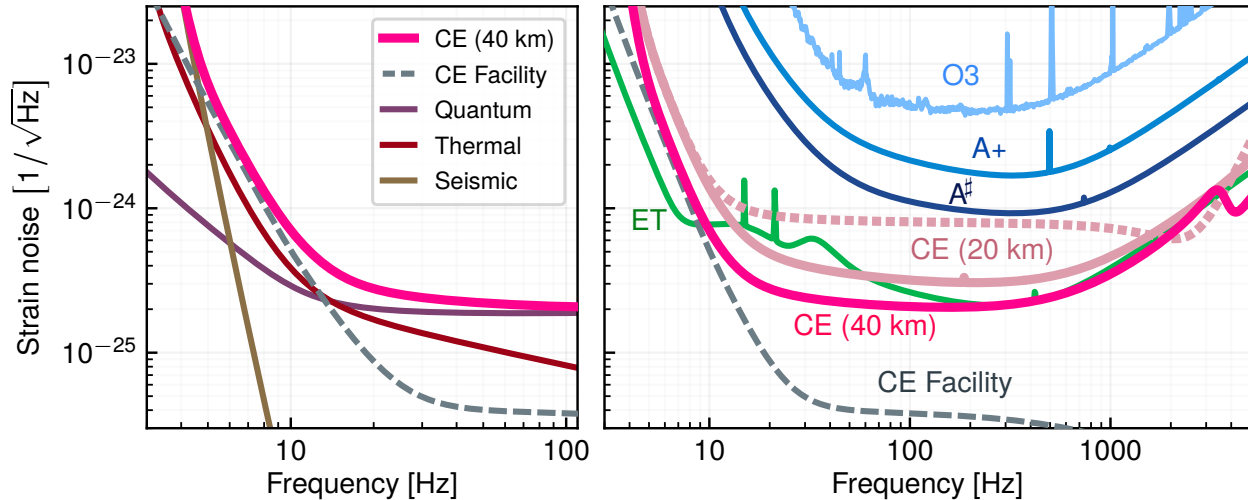 Strain noise [1/√Hz]
10⁻²³
10⁻²⁴
10⁻²⁵
CE (40 km)
CE Facility
Quantum
Thermal
Seismic
10
100
Frequency [Hz]
O3
A+
A♯
ET
CE (20 km)
CE (40 km)
CE Facility
10
100
1000
Frequency [Hz]